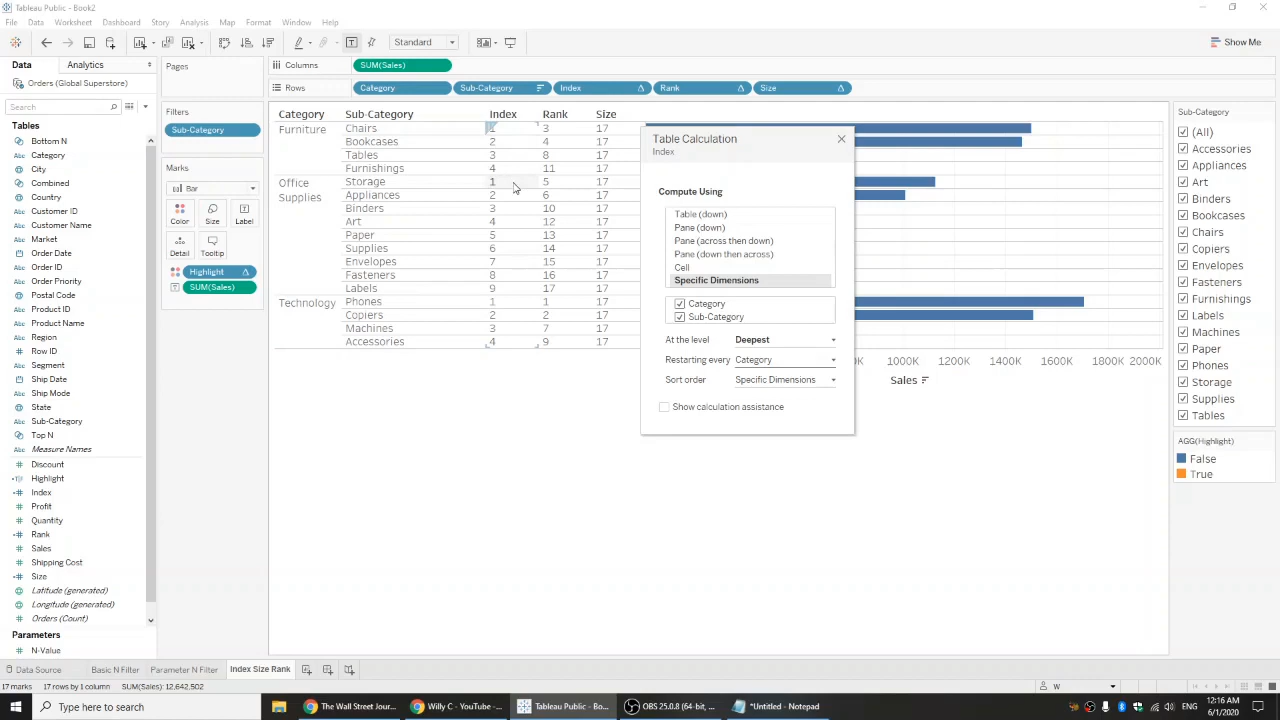 Tableau Public - Book2
File Data Worksheet Dashboard Story Analysis Map Format Window Help
Standard
Show Me
Data Analytics
Orders (Global Superstore)
Search
Tables
Bottom N
Category
City
Combined
Country
Customer ID
Customer Name
Market
Order Date
Order ID
Order Priority
Postal Code
Product ID
Product Name
Region
Row ID
Segment
Ship Date
Ship Mode
State
Sub-Category
Top N
Measure Names
Discount
Highlight
Index
Profit
Quantity
Rank
Sales
Shipping Cost
Size
Latitude (generated)
Longitude (generated)
Orders (Count)
Parameters
N-Value
Pages
Filters
Sub-Category
Marks
Bar
Color Size Label
Detail Tooltip
Highlight
SUM(Sales)
Columns SUM(Sales)
Rows Category Sub-Category Index Rank Size
Category Sub-Category Index Rank Size
Furniture Chairs 1 3 17
Bookcases 2 4 17
Tables 3 8 17
Furnishings 4 11 17
Office Supplies Storage 1 5 17
Appliances 2 6 17
Binders 3 10 17
Art 4 12 17
Paper 5 13 17
Supplies 6 14 17
Envelopes 7 15 17
Fasteners 8 16 17
Labels 9 17 17
Technology Phones 1 1 17
Copiers 2 2 17
Machines 3 7 17
Accessories 4 9 17
1000K 1200K 1400K 1600K 1800K 2000K
Sales
Table Calculation
Index
Compute Using
Table (down)
Pane (down)
Pane (across then down)
Pane (down then across)
Cell
Specific Dimensions
Category
Sub-Category
At the level Deepest
Restarting every Category
Sort order Specific Dimensions
Show calculation assistance
Sub-Category
(All)
Accessories
Appliances
Art
Binders
Bookcases
Chairs
Copiers
Envelopes
Fasteners
Furnishings
Labels
Machines
Paper
Phones
Storage
Supplies
Tables
AGG(Highlight)
False
True
Data Source Basic N Filter Parameter N Filter Index Size Rank
17 marks 17 rows by 1 column SUM(Sales): 12,642,502
W
Type here to search
The Wall Street Jour...
Willy C - YouTube -...
Tableau Public - Bo...
OBS 25.0.8 (64-bit, ...
*Untitled - Notepad
ENG
12:16 AM
6/1/2020